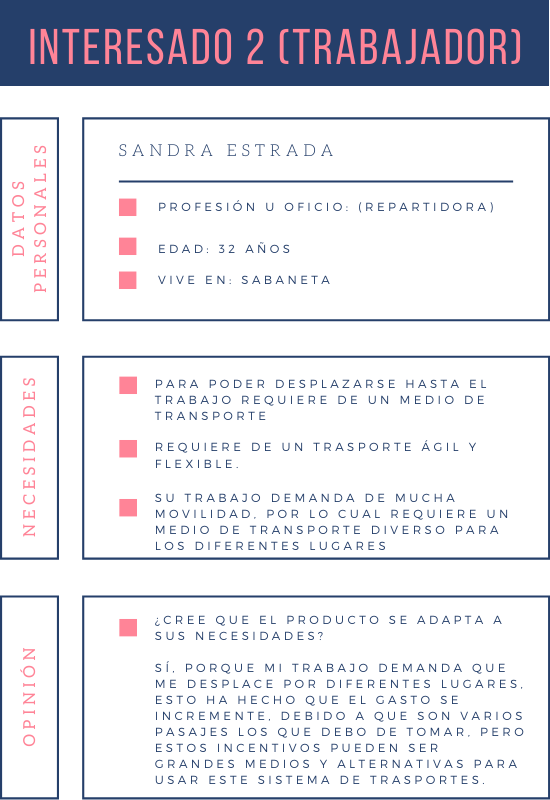 INTERESADO 2 (TRABAJADOR)
DATOS
PERSONALES
SANDRA ESTRADA
PROFESIÓN U OFICIO: (REPARTIDORA)
EDAD: 32 AÑOS
VIVE EN: SABANETA
NECESIDADES
PARA PODER DESPLAZARSE HASTA EL
TRABAJO REQUIERE DE UN MEDIO DE
TRANSPORTE
REQUIERE DE UN TRASPORTE ÁGIL Y
FLEXIBLE.
SU TRABAJO DEMANDA DE MUCHA
MOVILIDAD, POR LO CUAL REQUIERE UN
MEDIO DE TRANSPORTE DIVERSO PARA
LOS DIFERENTES LUGARES
OPINIÓN
¿CREE QUE EL PRODUCTO SE ADAPTA A
SUS NECESIDADES?
SÍ, PORQUE MI TRABAJO DEMANDA QUE
ME DESPLACE POR DIFERENTES LUGARES,
ESTO HA HECHO QUE EL GASTO SE
INCREMENTE, DEBIDO A QUE SON VARIOS
PASAJES LOS QUE DEBO DE TOMAR, PERO
ESTOS INCENTIVOS PUEDEN SER
GRANDES MEDIOS Y ALTERNATIVAS PARA
USAR ESTE SISTEMA DE TRASPORTES.